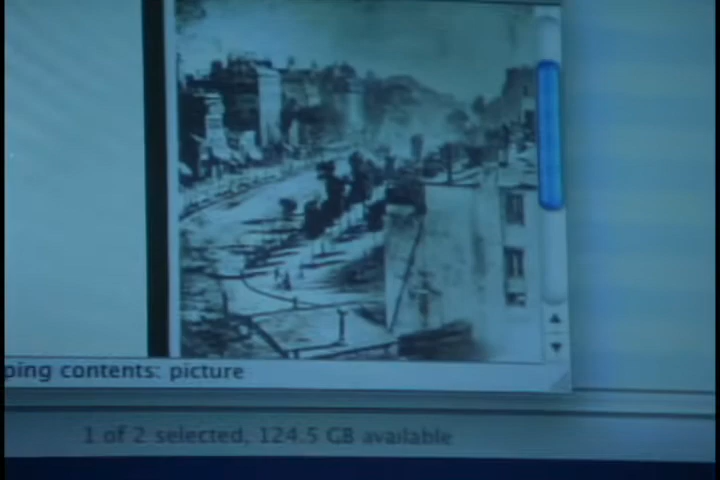 ping contents: picture
1 of 2 selected, 124.5 GB available